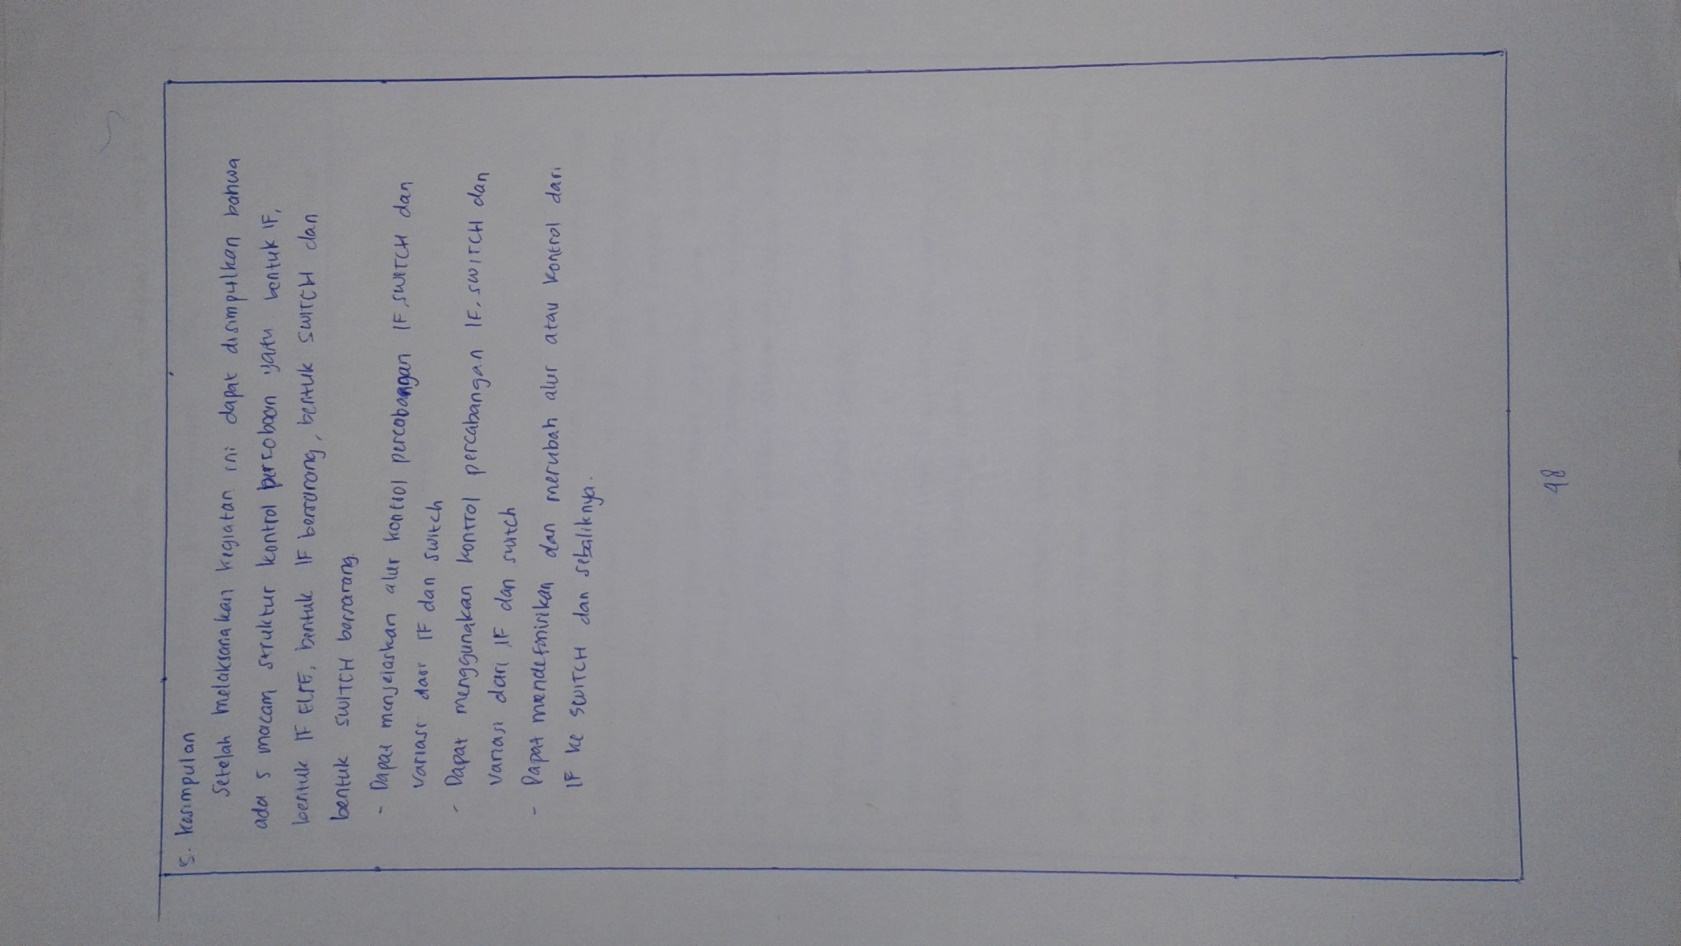 5. Kesimpulan
Setelah melaksanakan kegiatan ini dapat disimpulkan bahwa
ada 5 macam struktur kontrol percobaan yaitu bentuk IF,
bentuk IF ELSE, bentuk IF bersarang, bentuk SWITCH dan
bentuk SWITCH bersarang.
- Dapat menjelaskan alur kontrol percobangan IF, SWITCH dan
variasi dari IF dan switch
- Dapat menggunakan kontrol percabangan IF, SWITCH dan
variasi dari IF dan switch
- Dapat mendefinisikan dan merubah alur atau kontrol dari
IF ke SWITCH dan sebaliknya.
48